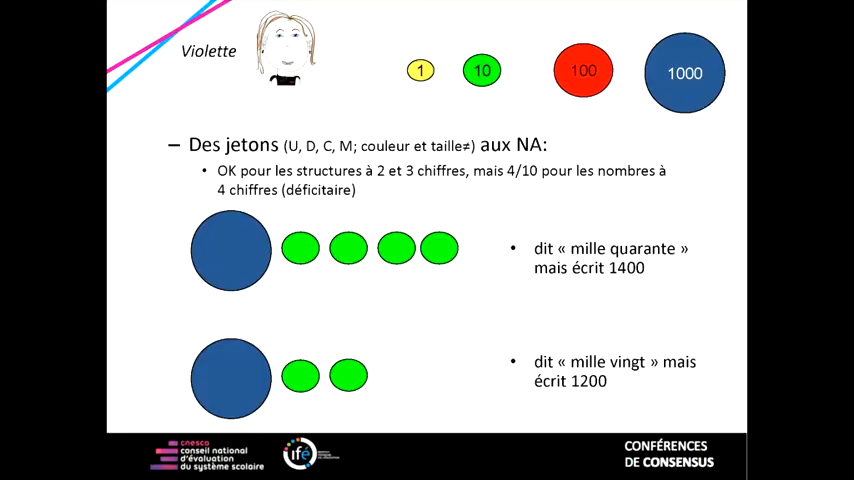 Violette
1
10
100
1000
– Des jetons (U, D, C, M; couleur et taille≠) aux NA:
• OK pour les structures à 2 et 3 chiffres, mais 4/10 pour les nombres à
4 chiffres (déficitaire)
• dit « mille quarante »
mais écrit 1400
• dit « mille vingt » mais
écrit 1200
cnesco
conseil national
d'évaluation
du système scolaire
ifé
CONFÉRENCES
DE CONSENSUS